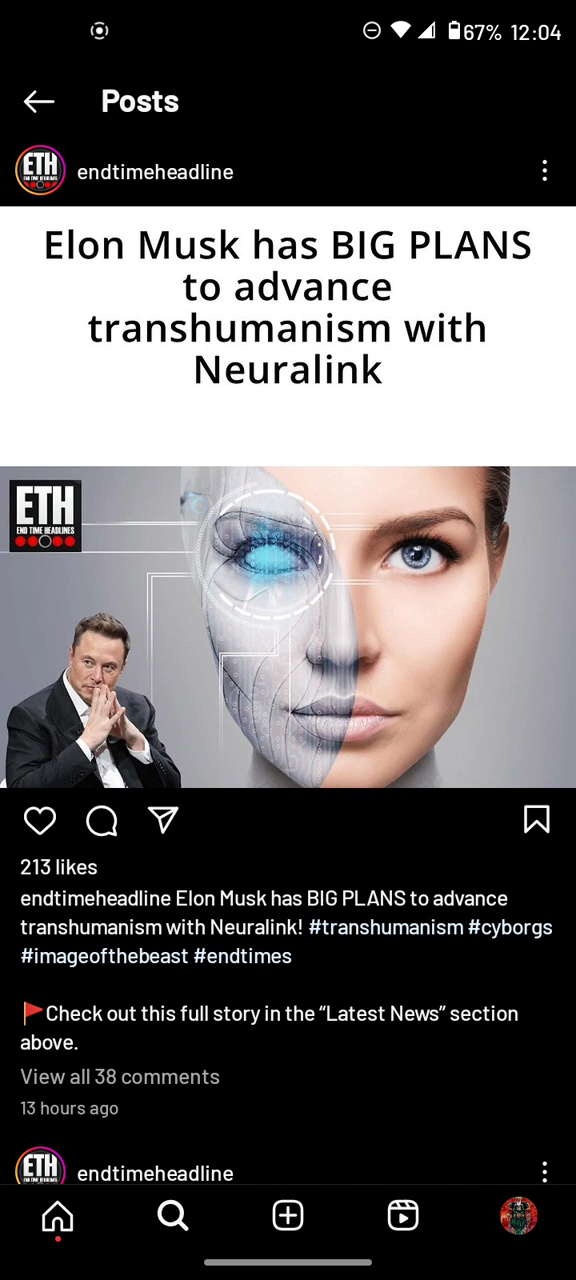 67% 12:04
Posts
ETH
endtimeheadline
Elon Musk has BIG PLANS
to advance
transhumanism with
Neuralink
ETH
END TIME HEADLINES
213 likes
endtimeheadline Elon Musk has BIG PLANS to advance
transhumanism with Neuralink! #transhumanism #cyborgs
#imageofthebeast #endtimes
🚩Check out this full story in the “Latest News” section
above.
View all 38 comments
13 hours ago
ETH
endtimeheadline